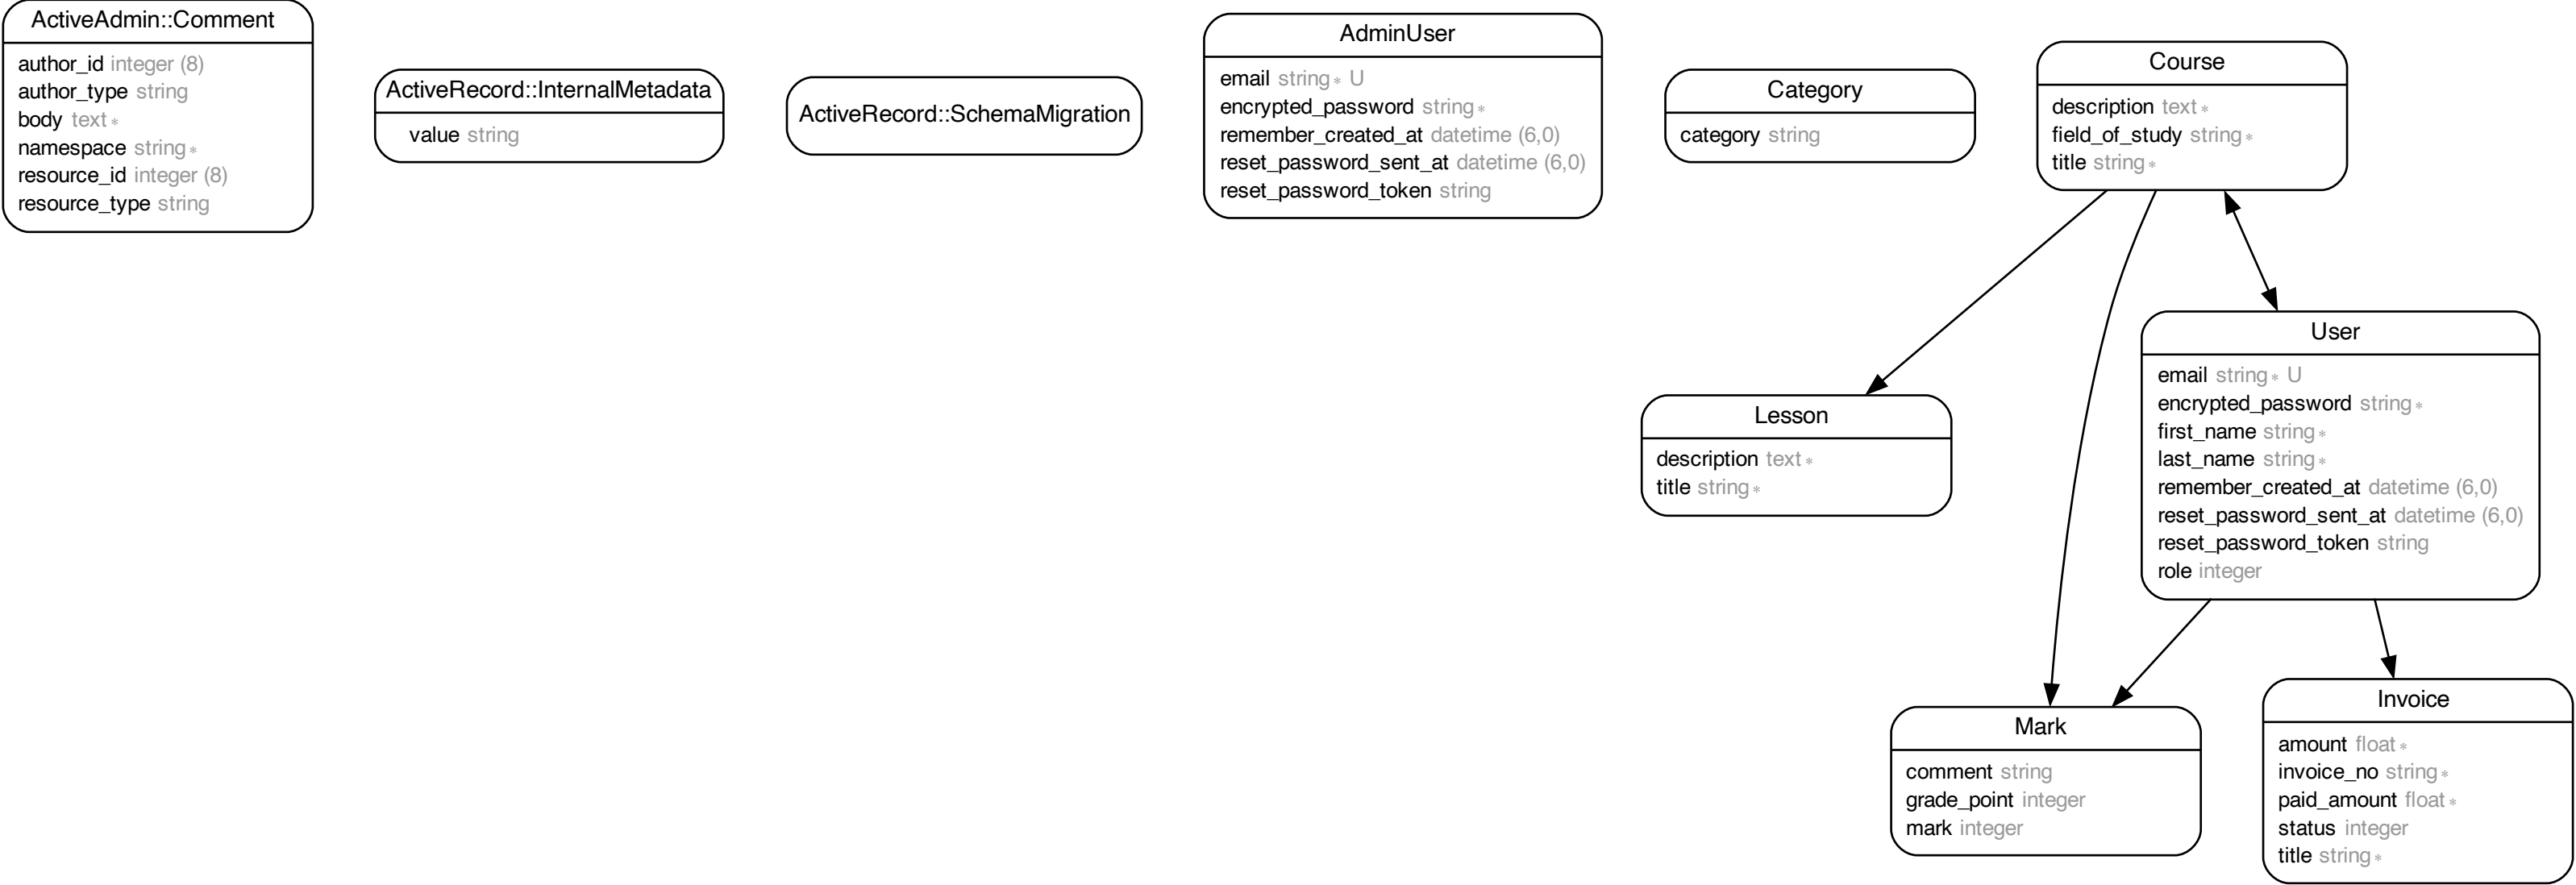 ActiveAdmin::Comment
author_id integer (8)
author_type string
body text *
namespace string *
resource_id integer (8)
resource_type string
ActiveRecord::InternalMetadata
value string
ActiveRecord::SchemaMigration
AdminUser
email string * U
encrypted_password string *
remember_created_at datetime (6,0)
reset_password_sent_at datetime (6,0)
reset_password_token string
Category
category string
Course
description text *
field_of_study string *
title string *
Lesson
description text *
title string *
User
email string * U
encrypted_password string *
first_name string *
last_name string *
remember_created_at datetime (6,0)
reset_password_sent_at datetime (6,0)
reset_password_token string
role integer
Mark
comment string
grade_point integer
mark integer
Invoice
amount float *
invoice_no string *
paid_amount float *
status integer
title string *